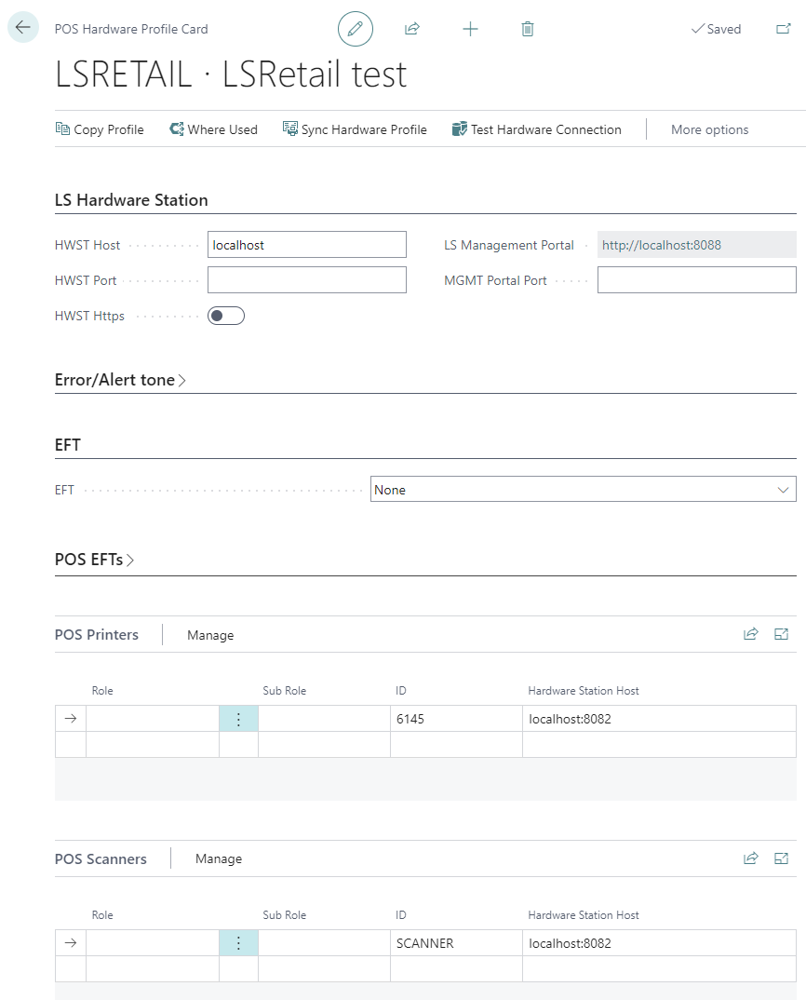 POS Hardware Profile Card
Saved
LSRETAIL · LSRetail test
Copy Profile Where Used Sync Hardware Profile Test Hardware Connection More options
LS Hardware Station
HWST Host localhost LS Management Portal http://localhost:8088
HWST Port MGMT Portal Port
HWST Https
Error/Alert tone
EFT
EFT None
POS EFTs
POS Printers Manage
Role Sub Role ID Hardware Station Host
6145 localhost:8082
POS Scanners Manage
Role Sub Role ID Hardware Station Host
SCANNER localhost:8082